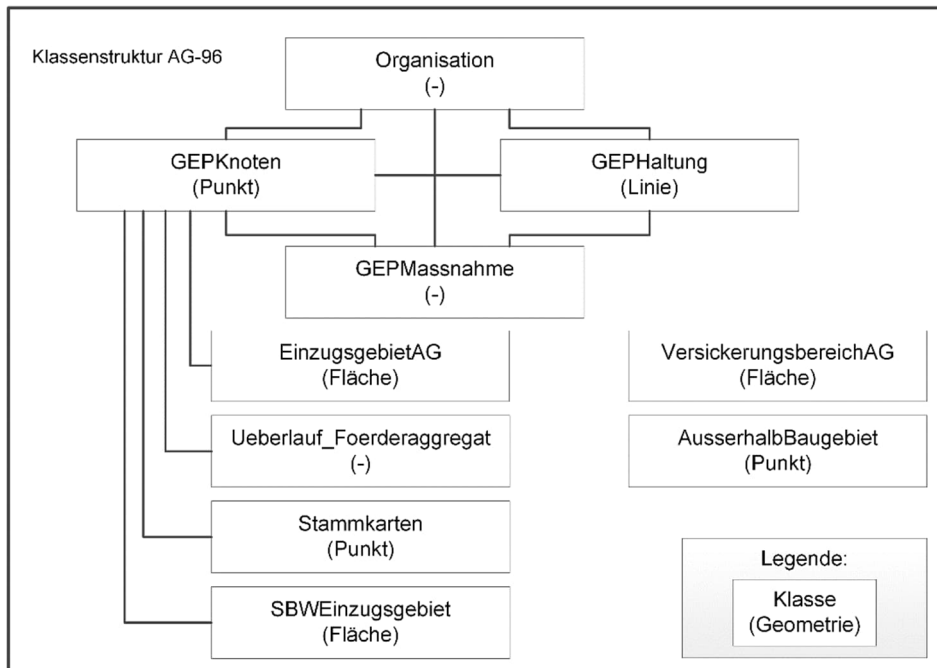 Klassenstruktur AG-96
Organisation
(-)
GEPKnoten
(Punkt)
GEPHaltung
(Linie)
GEPMassnahme
(-)
EinzugsgebietAG
(Fläche)
VersickerungsbereichAG
(Fläche)
Ueberlauf_Foerderaggregat
(-)
AusserhalbBaugebiet
(Punkt)
Stammkarten
(Punkt)
SBWEinzugsgebiet
(Fläche)
Legende:
Klasse
(Geometrie)